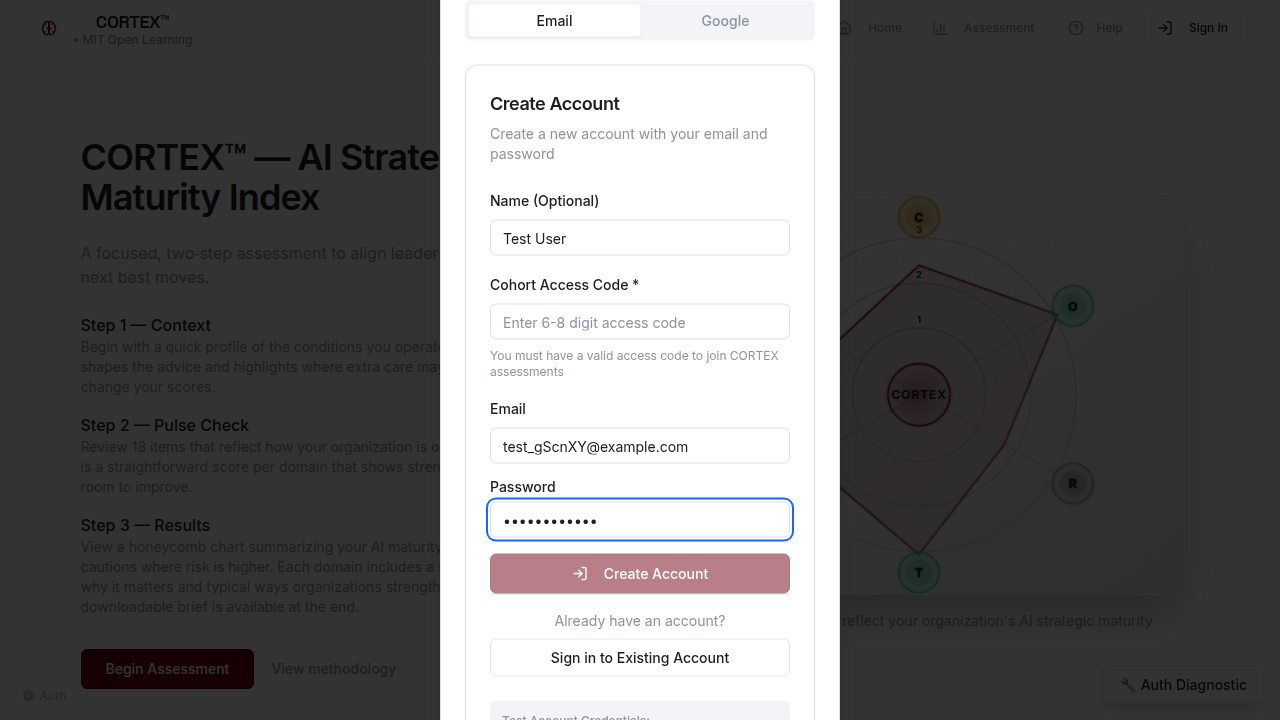 CORTEX™
• MIT Open Learning
Home
Assessment
Help
Sign In
Email
Google
Create Account
Create a new account with your email and
password
Name (Optional)
Test User
Cohort Access Code *
Enter 6-8 digit access code
You must have a valid access code to join CORTEX
assessments
Email
test_gScnXY@example.com
Password
••••••••••••
Create Account
Already have an account?
Sign in to Existing Account
Test Account Credentials:
CORTEX™ — AI Strate
Maturity Index
A focused, two-step assessment to align leader
next best moves.
Step 1 — Context
Begin with a quick profile of the conditions you operat
shapes the advice and highlights where extra care may
change your scores.
Step 2 — Pulse Check
Review 18 items that reflect how your organization is o
is a straightforward score per domain that shows stren
room to improve.
Step 3 — Results
View a honeycomb chart summarizing your AI maturity
cautions where risk is higher. Each domain includes a
why it matters and typical ways organizations strength
downloadable brief is available at the end.
Begin Assessment
View methodology
⚙️ Auth
C
3
2
1
O
CORTEX
R
T
reflect your organization's AI strategic maturity
🔧 Auth Diagnostic